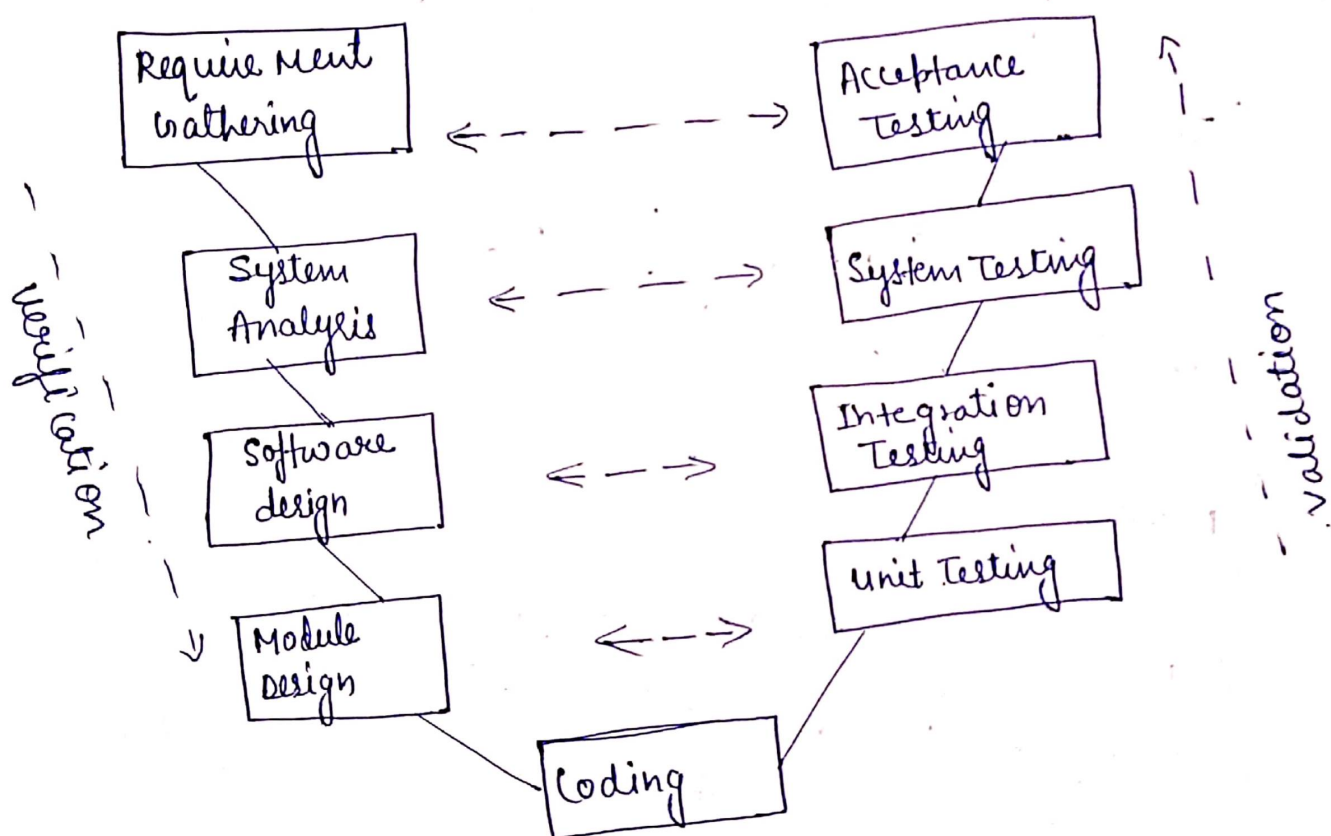 Require Ment
Gathering
Acceptance
Testing
System
Analysis
System Testing
verification
validation
Software
design
Integration
Testing
Module
Design
Unit Testing
Coding